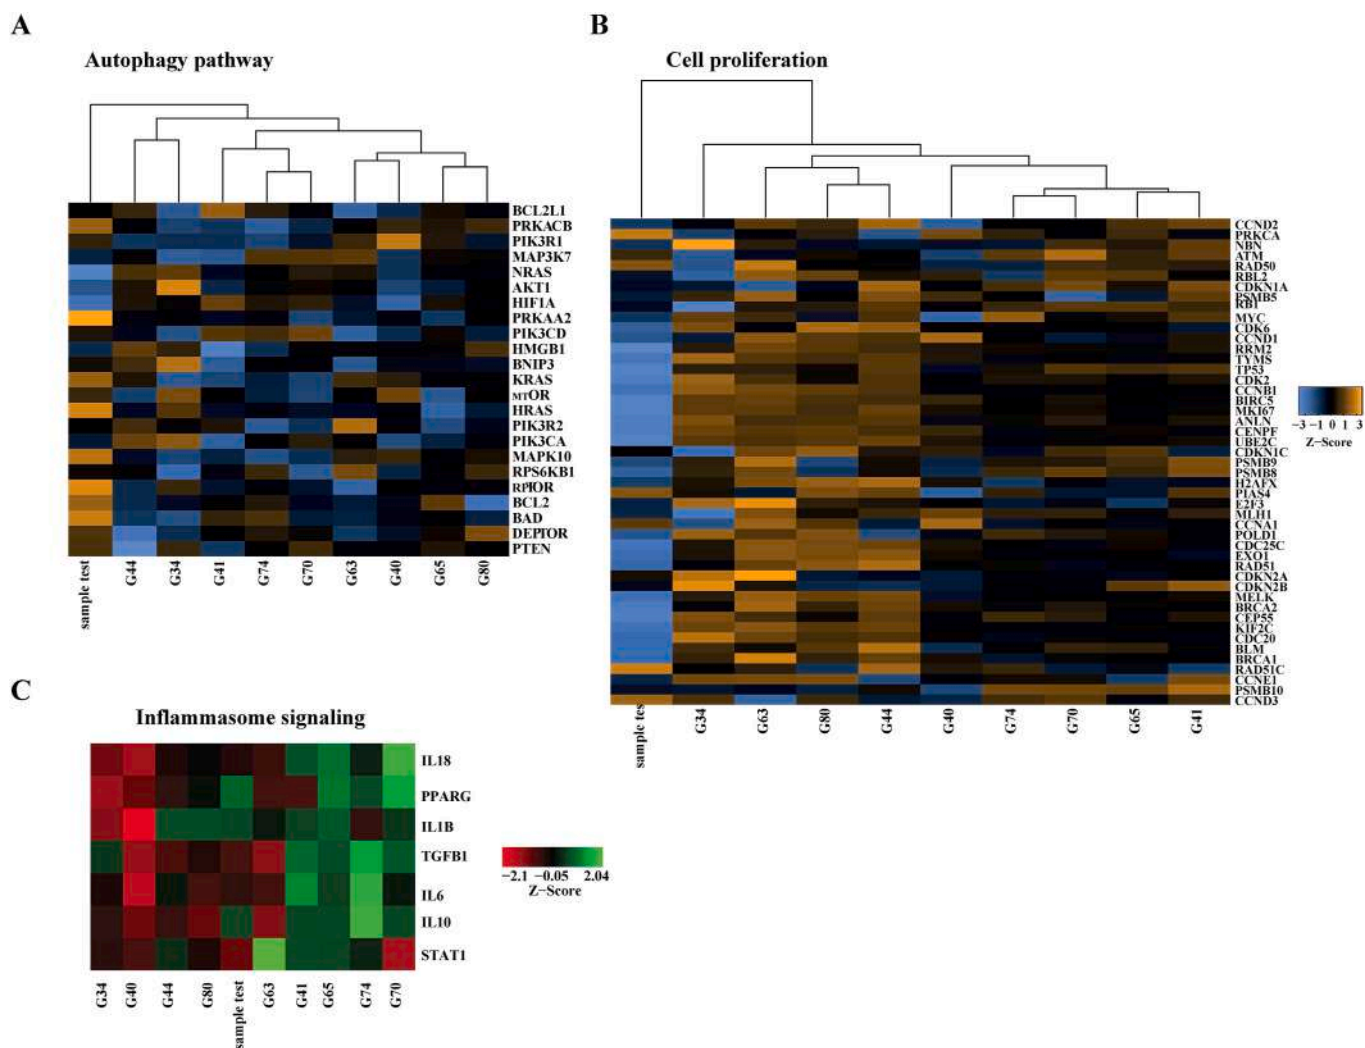 A
Autophagy pathway
BCL2L1
PRKACB
PIK3R1
MAP3K7
NRAS
AKT1
HIF1A
PRKAA2
PIK3CD
HMGB1
BNIP3
KRAS
MTOR
HRAS
PIK3R2
PIK3CA
MAPK10
RPS6KB1
RPTOR
BCL2
BAD
DEPTOR
PTEN
sample test G44 G34 G41 G74 G70 G63 G40 G65 G80
B
Cell proliferation
CCND2
PRKCA
NBN
ATM
RAD50
RBL2
CDKN1A
PSMB5
RB1
MYC
CDK6
CCND1
RRM2
TYMS
TP53
CDK2
CCNB1
BIRC5
MKI67
ANLN
CENPF
UBE2C
CDKN1C
PSMB9
PSMB8
H2AFX
PIAS4
E2F3
MLH1
CCNA1
POLD1
CDC25C
EXO1
RAD51
CDKN2A
CDKN2B
MELK
BRCA2
CEP55
KIF2C
CDC20
BLM
BRCA1
RAD51C
CCNE1
PSMB10
CCND3
sample tes G34 G63 G80 G44 G40 G74 G70 G65 G41
−3 −1 0 1 3
Z−Score
C
Inflammasome signaling
IL18
PPARG
IL1B
TGFB1
IL6
IL10
STAT1
G34 G40 G44 G80 sample test G63 G41 G65 G74 G70
−2.1 −0.05 2.04
Z−Score